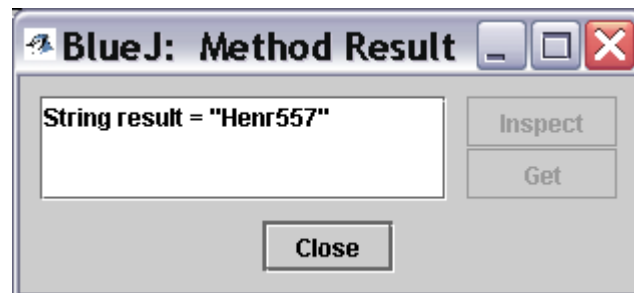 BlueJ: Method Result
String result = "Henr557"
Inspect
Get
Close